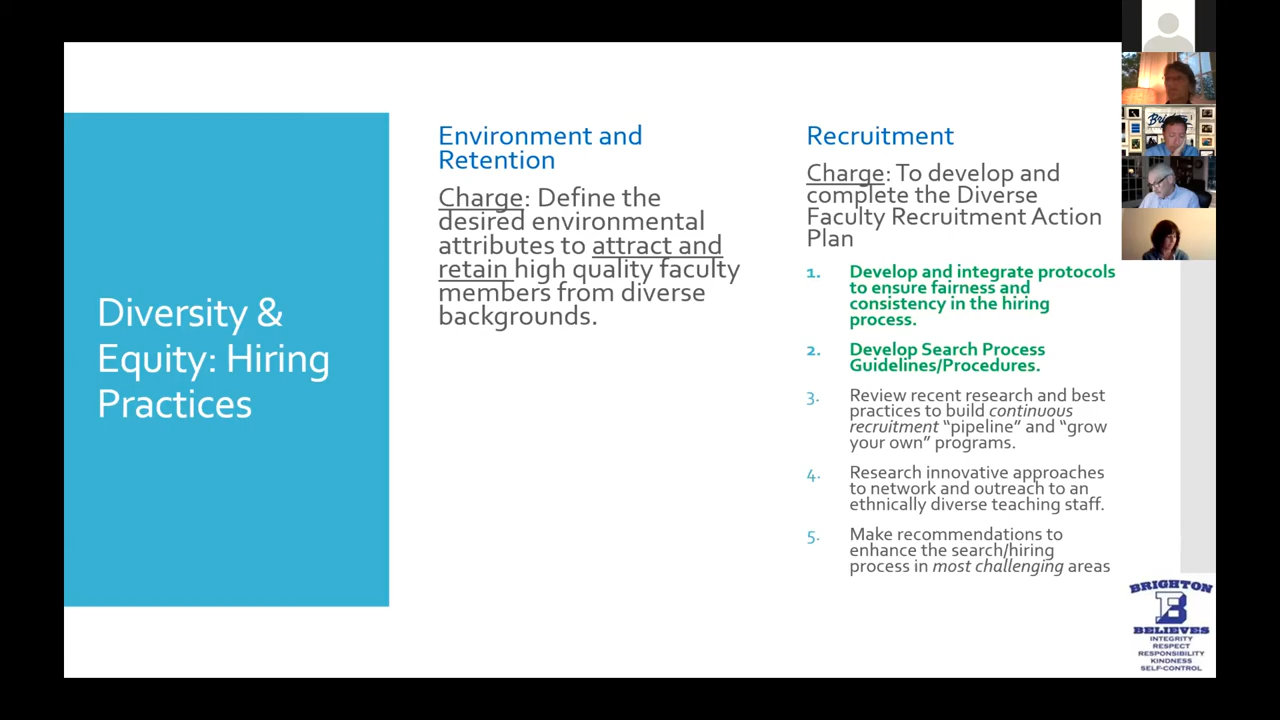 Diversity &
Equity: Hiring
Practices
Environment and
Retention
Charge: Define the
desired environmental
attributes to attract and
retain high quality faculty
members from diverse
backgrounds.
Recruitment
Charge: To develop and
complete the Diverse
Faculty Recruitment Action
Plan
1. Develop and integrate protocols
to ensure fairness and
consistency in the hiring
process.
2. Develop Search Process
Guidelines/Procedures.
3. Review recent research and best
practices to build continuous
recruitment “pipeline” and “grow
your own” programs.
4. Research innovative approaches
to network and outreach to an
ethnically diverse teaching staff.
5. Make recommendations to
enhance the search/hiring
process in most challenging areas
BRIGHTON
B
BELIEVES
INTEGRITY
RESPECT
RESPONSIBILITY
KINDNESS
SELF-CONTROL